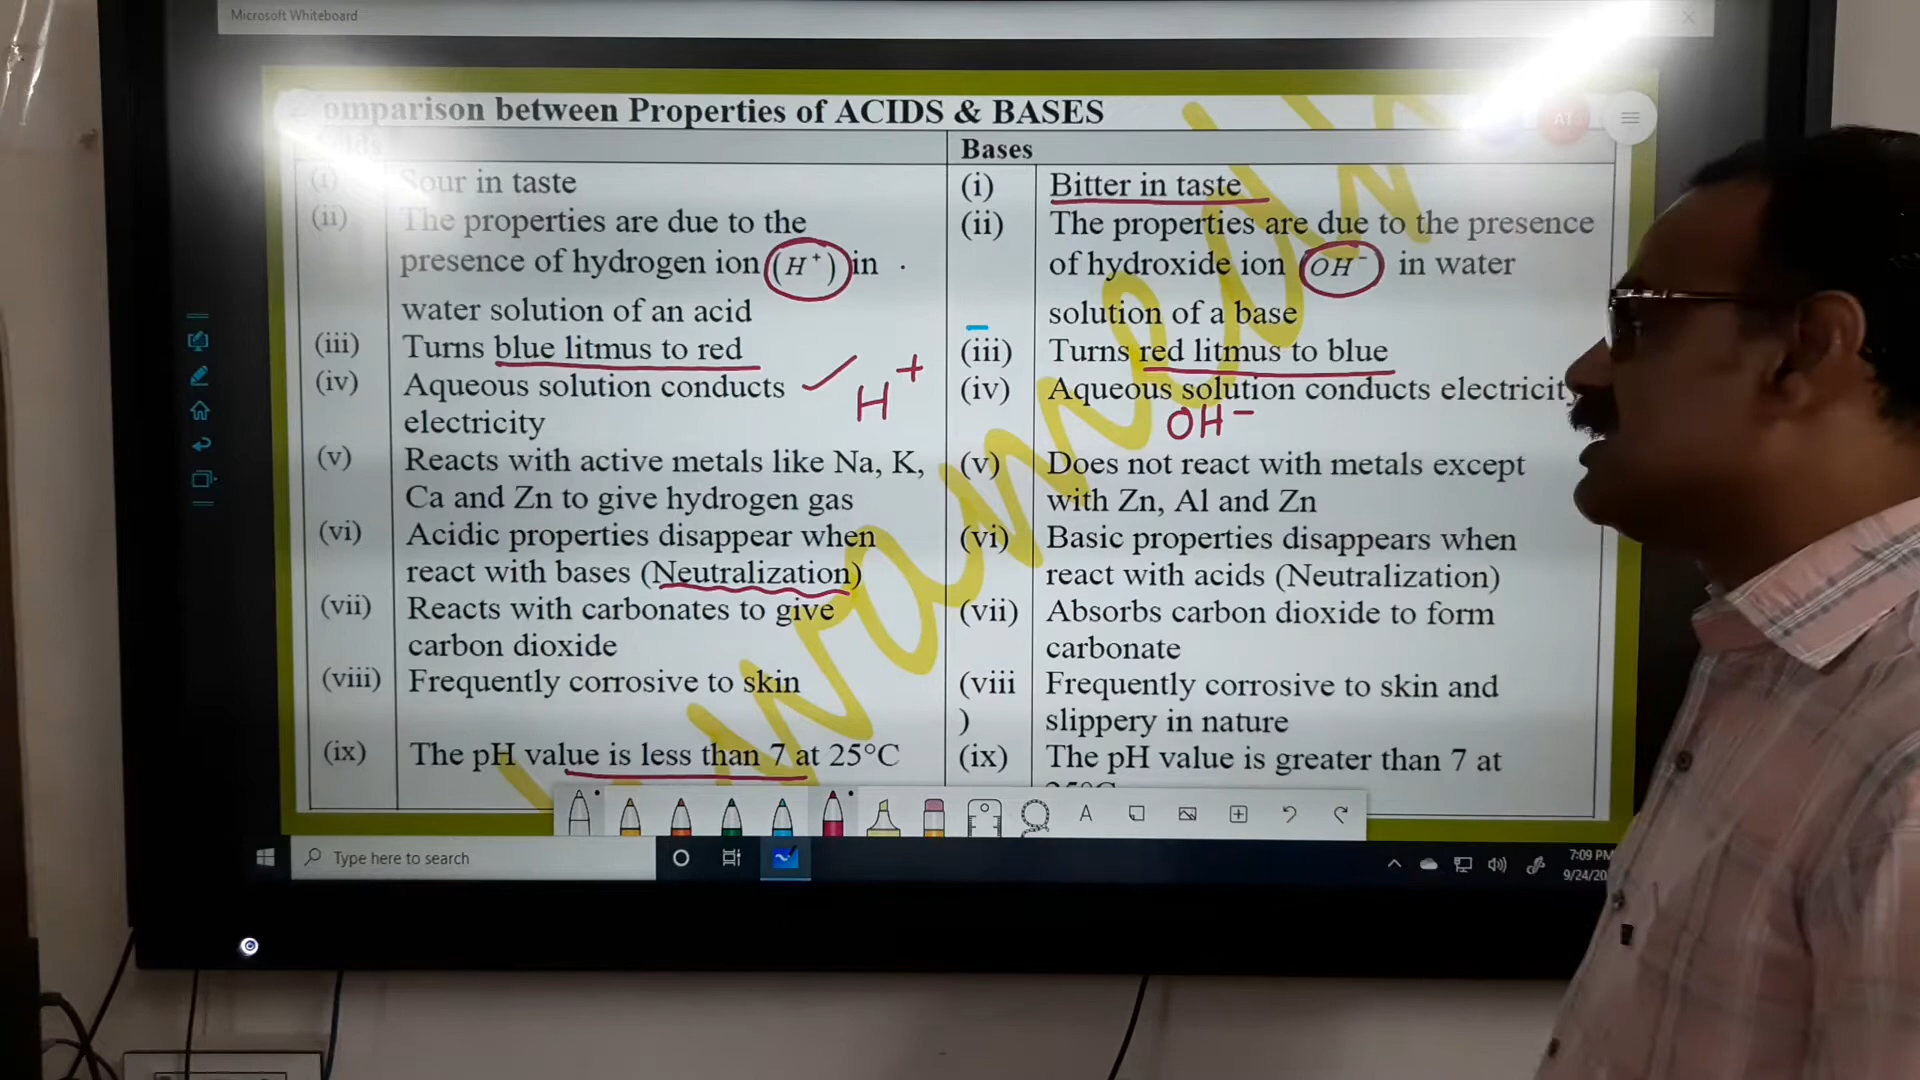 Microsoft Whiteboard
omparison between Properties of ACIDS & BASES
AT
Bases
(i) Sour in taste
(ii) The properties are due to the
presence of hydrogen ion (H⁺) in
water solution of an acid
(iii) Turns blue litmus to red
(iv) Aqueous solution conducts
electricity
H⁺
(v) Reacts with active metals like Na, K,
Ca and Zn to give hydrogen gas
(vi) Acidic properties disappear when
react with bases (Neutralization)
(vii) Reacts with carbonates to give
carbon dioxide
(viii) Frequently corrosive to skin
(ix) The pH value is less than 7 at 25°C
(i) Bitter in taste
(ii) The properties are due to the presence
of hydroxide ion (OH⁻) in water
solution of a base
(iii) Turns red litmus to blue
(iv) Aqueous solution conducts electricity
OH⁻
(v) Does not react with metals except
with Zn, Al and Zn
(vi) Basic properties disappears when
react with acids (Neutralization)
(vii) Absorbs carbon dioxide to form
carbonate
(viii Frequently corrosive to skin and
) slippery in nature
(ix) The pH value is greater than 7 at
25°C
A
Type here to search
7:09 PM
9/24/20